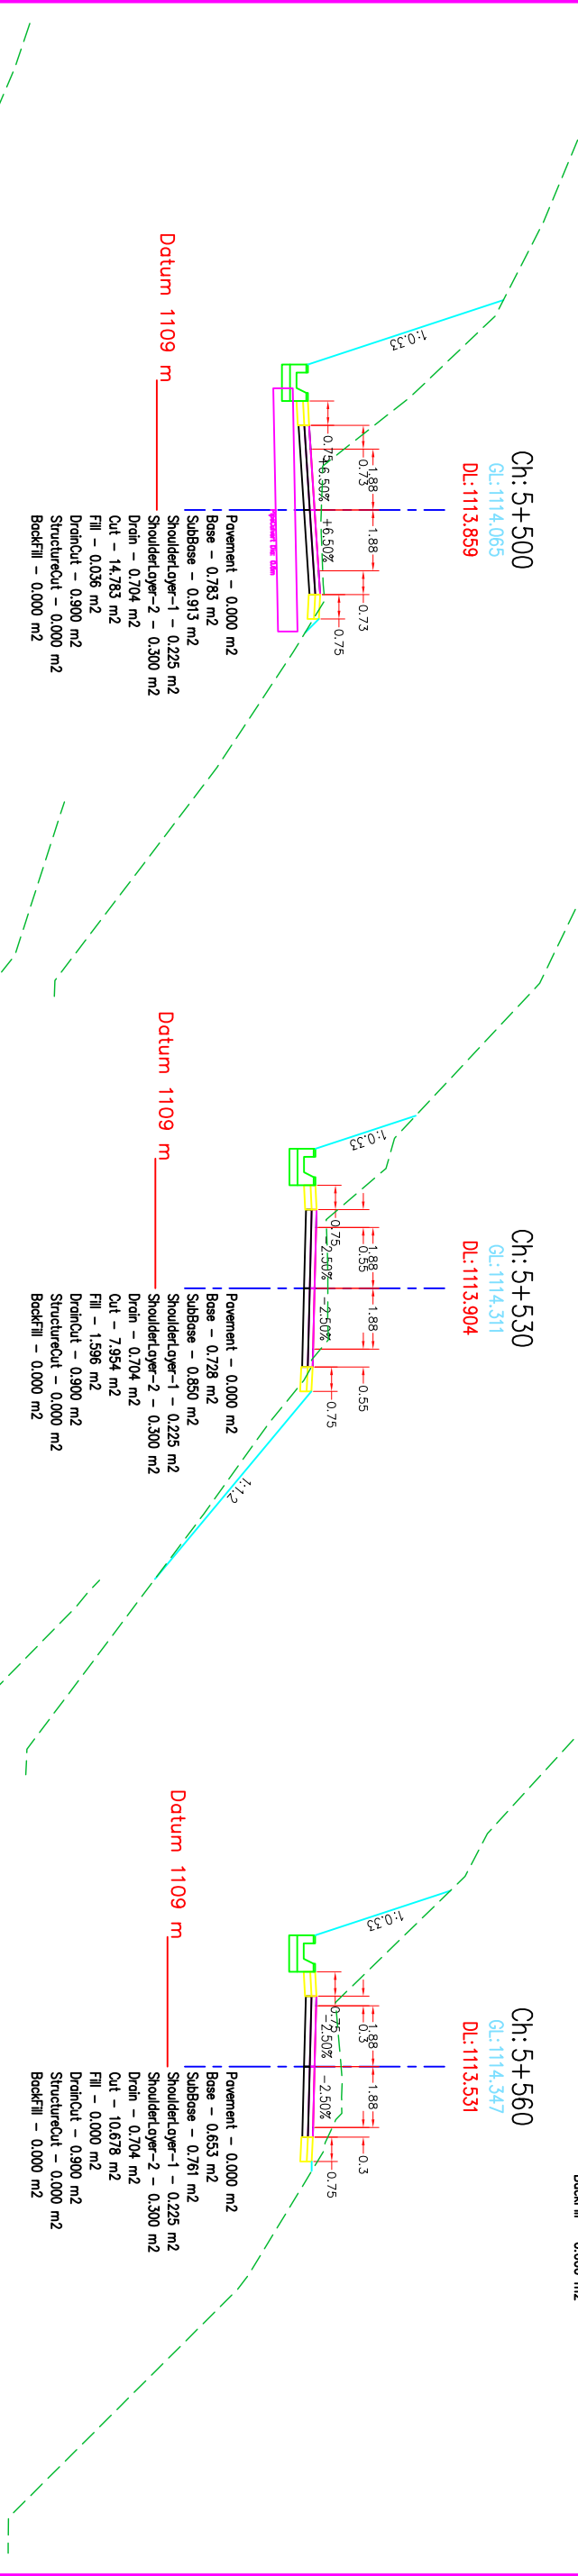 Ch: 5+500
GL:1114.065
DL:1113.859
1:0.33
1.88
1.88
0.73
0.73
0.75
0.75
+6.50%
+6.50%
Datum 1109 m
Pavement - 0.000 m2
Base - 0.783 m2
SubBase - 0.913 m2
ShoulderLayer-1 - 0.225 m2
ShoulderLayer-2 - 0.300 m2
Drain - 0.704 m2
Cut - 14.783 m2
Fill - 0.036 m2
DrainCut - 0.900 m2
StructureCut - 0.000 m2
BackFill - 0.000 m2
Ch: 5+530
GL:1114.311
DL:1113.904
1:0.33
1.88
1.88
0.55
0.55
0.75
0.75
-2.50%
-2.50%
1:1.2
Datum 1109 m
Pavement - 0.000 m2
Base - 0.728 m2
SubBase - 0.850 m2
ShoulderLayer-1 - 0.225 m2
ShoulderLayer-2 - 0.300 m2
Drain - 0.704 m2
Cut - 7.954 m2
Fill - 1.596 m2
DrainCut - 0.900 m2
StructureCut - 0.000 m2
BackFill - 0.000 m2
Ch: 5+560
GL:1114.347
DL:1113.531
1:0.33
1.88
1.88
0.3
0.3
0.75
0.75
-2.50%
-2.50%
Datum 1109 m
Pavement - 0.000 m2
Base - 0.653 m2
SubBase - 0.761 m2
ShoulderLayer-1 - 0.225 m2
ShoulderLayer-2 - 0.300 m2
Drain - 0.704 m2
Cut - 10.678 m2
Fill - 0.000 m2
DrainCut - 0.900 m2
StructureCut - 0.000 m2
BackFill - 0.000 m2